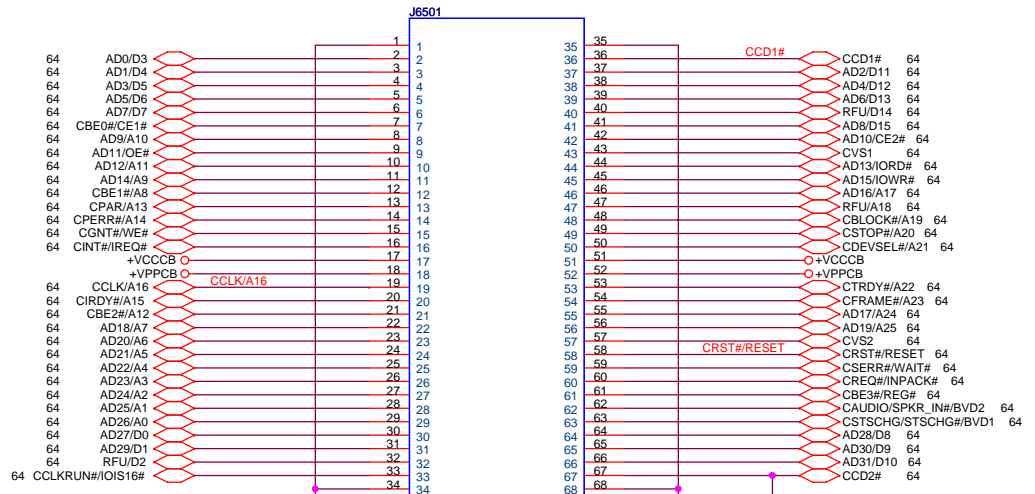 J6501
1 1 35 35
64 AD0/D3 2 2 36 36 CCD1# CCD1# 64
64 AD1/D4 3 3 37 37 AD2/D11 64
64 AD3/D5 4 4 38 38 AD4/D12 64
64 AD5/D6 5 5 39 39 AD6/D13 64
64 AD7/D7 6 6 40 40 RFU/D14 64
64 CBE0#/CE1# 7 7 41 41 AD8/D15 64
64 AD9/A10 8 8 42 42 AD10/CE2# 64
64 AD11/OE# 9 9 43 43 CVS1 64
64 AD12/A11 10 10 44 44 AD13/IORD# 64
64 AD14/A9 11 11 45 45 AD15/IOWR# 64
64 CBE1#/A8 12 12 46 46 AD16/A17 64
64 CPAR/A13 13 13 47 47 RFU/A18 64
64 CPERR#/A14 14 14 48 48 CBLOCK#/A19 64
64 CGNT#/WE# 15 15 49 49 CSTOP#/A20 64
64 CINT#/IREQ# 16 16 50 50 CDEVSEL#/A21 64
+VCCCB 17 17 51 51 +VCCCB
+VPPCB 18 18 52 52 +VPPCB
64 CCLK/A16 CCLK/A16 19 19 53 53 CTRDY#/A22 64
64 CIRDY#/A15 20 20 54 54 CFRAME#/A23 64
64 CBE2#/A12 21 21 55 55 AD17/A24 64
64 AD18/A7 22 22 56 56 AD19/A25 64
64 AD20/A6 23 23 57 57 CVS2 64
64 AD21/A5 24 24 58 58 CRST#/RESET CRST#/RESET 64
64 AD22/A4 25 25 59 59 CSERR#/WAIT# 64
64 AD23/A3 26 26 60 60 CREQ#/INPACK# 64
64 AD24/A2 27 27 61 61 CBE3#/REG# 64
64 AD25/A1 28 28 62 62 CAUDIO/SPKR_IN#/BVD2 64
64 AD26/A0 29 29 63 63 CSTSCHG/STSCHG#/BVD1 64
64 AD27/D0 30 30 64 64 AD28/D8 64
64 AD29/D1 31 31 65 65 AD30/D9 64
64 RFU/D2 32 32 66 66 AD31/D10 64
64 CCLKRUN#/IOIS16# 33 33 67 67 CCD2# 64
34 34 68 68